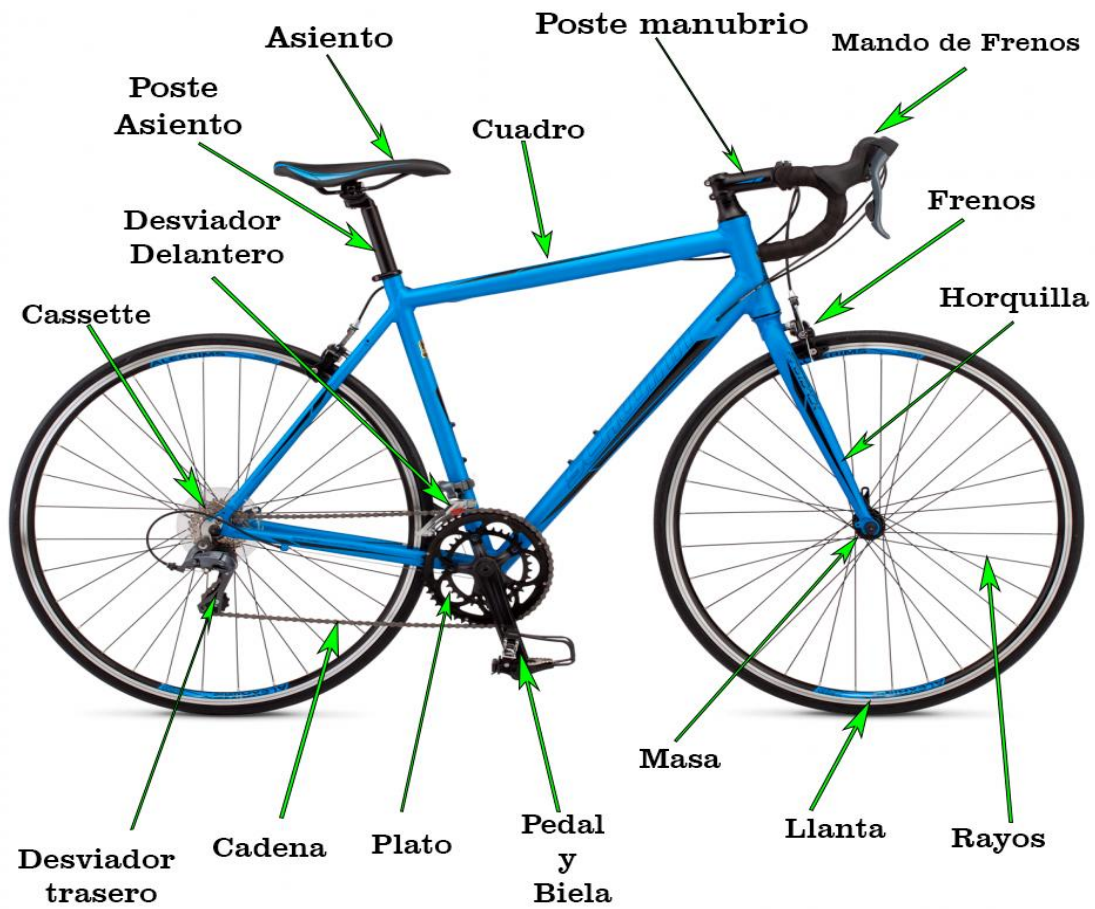 Asiento
Poste manubrio
Mando de Frenos
Poste
Asiento
Cuadro
Desviador
Delantero
Frenos
Cassette
Horquilla
Masa
Llanta
Rayos
Desviador
trasero
Cadena
Plato
Pedal
y
Biela